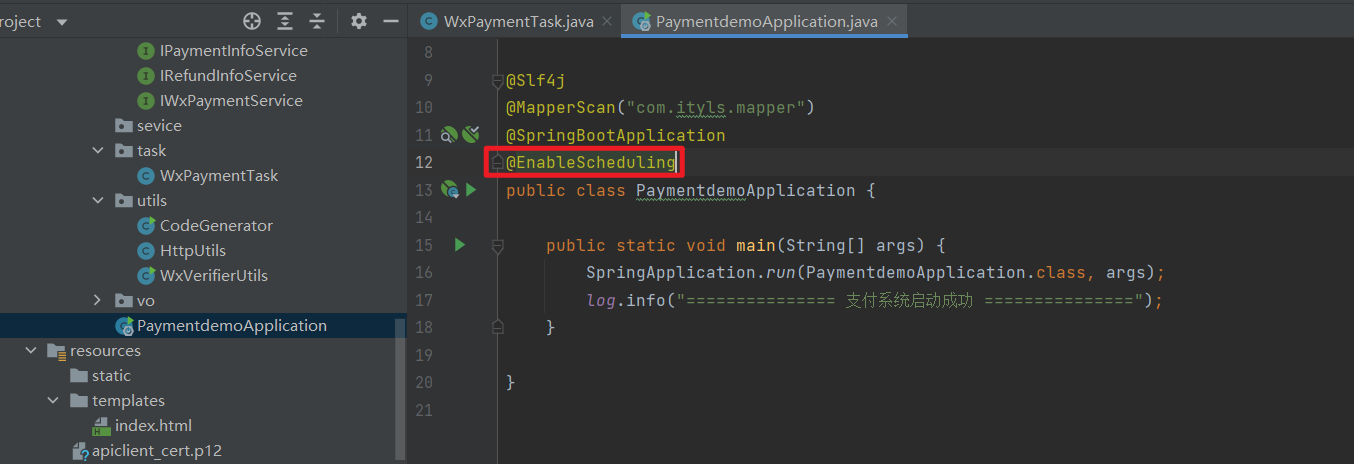 roject
IPaymentInfoService
IRefundInfoService
IWxPaymentService
sevice
task
WxPaymentTask
utils
CodeGenerator
HttpUtils
WxVerifierUtils
vo
PaymentdemoApplication
resources
static
templates
index.html
apiclient_cert.p12
WxPaymentTask.java
PaymentdemoApplication.java
8
9 @Slf4j
10 @MapperScan("com.ityls.mapper")
11 @SpringBootApplication
12 @EnableScheduling
13 public class PaymentdemoApplication {
14
15 public static void main(String[] args) {
16 SpringApplication.run(PaymentdemoApplication.class, args);
17 log.info("=============== 支付系统启动成功 ===============");
18 }
19
20 }
21